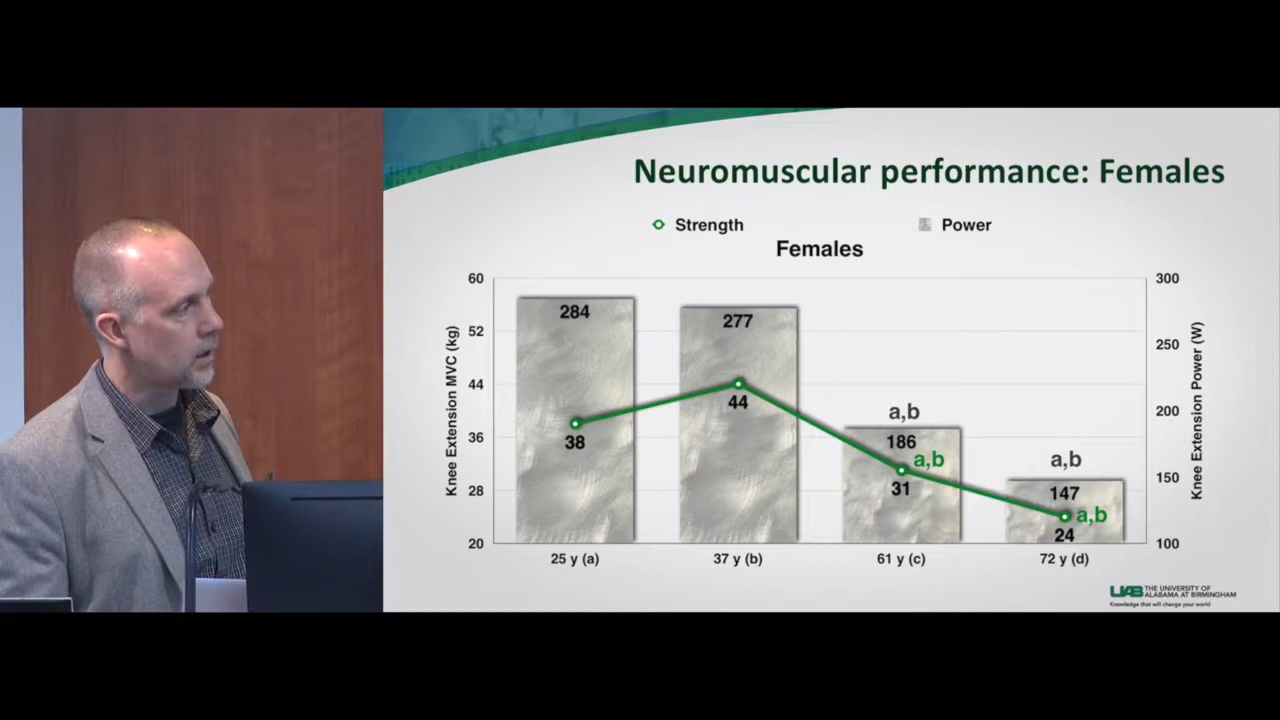 Neuromuscular performance: Females
Strength
Power
Females
Knee Extension MVC (kg)
60
52
44
36
28
20
284
277
186
147
38
44
31
24
a,b
a,b
a,b
a,b
25 y (a)
37 y (b)
61 y (c)
72 y (d)
300
250
200
150
100
Knee Extension Power (W)
UAB THE UNIVERSITY OF
ALABAMA AT BIRMINGHAM
Knowledge that will change your world